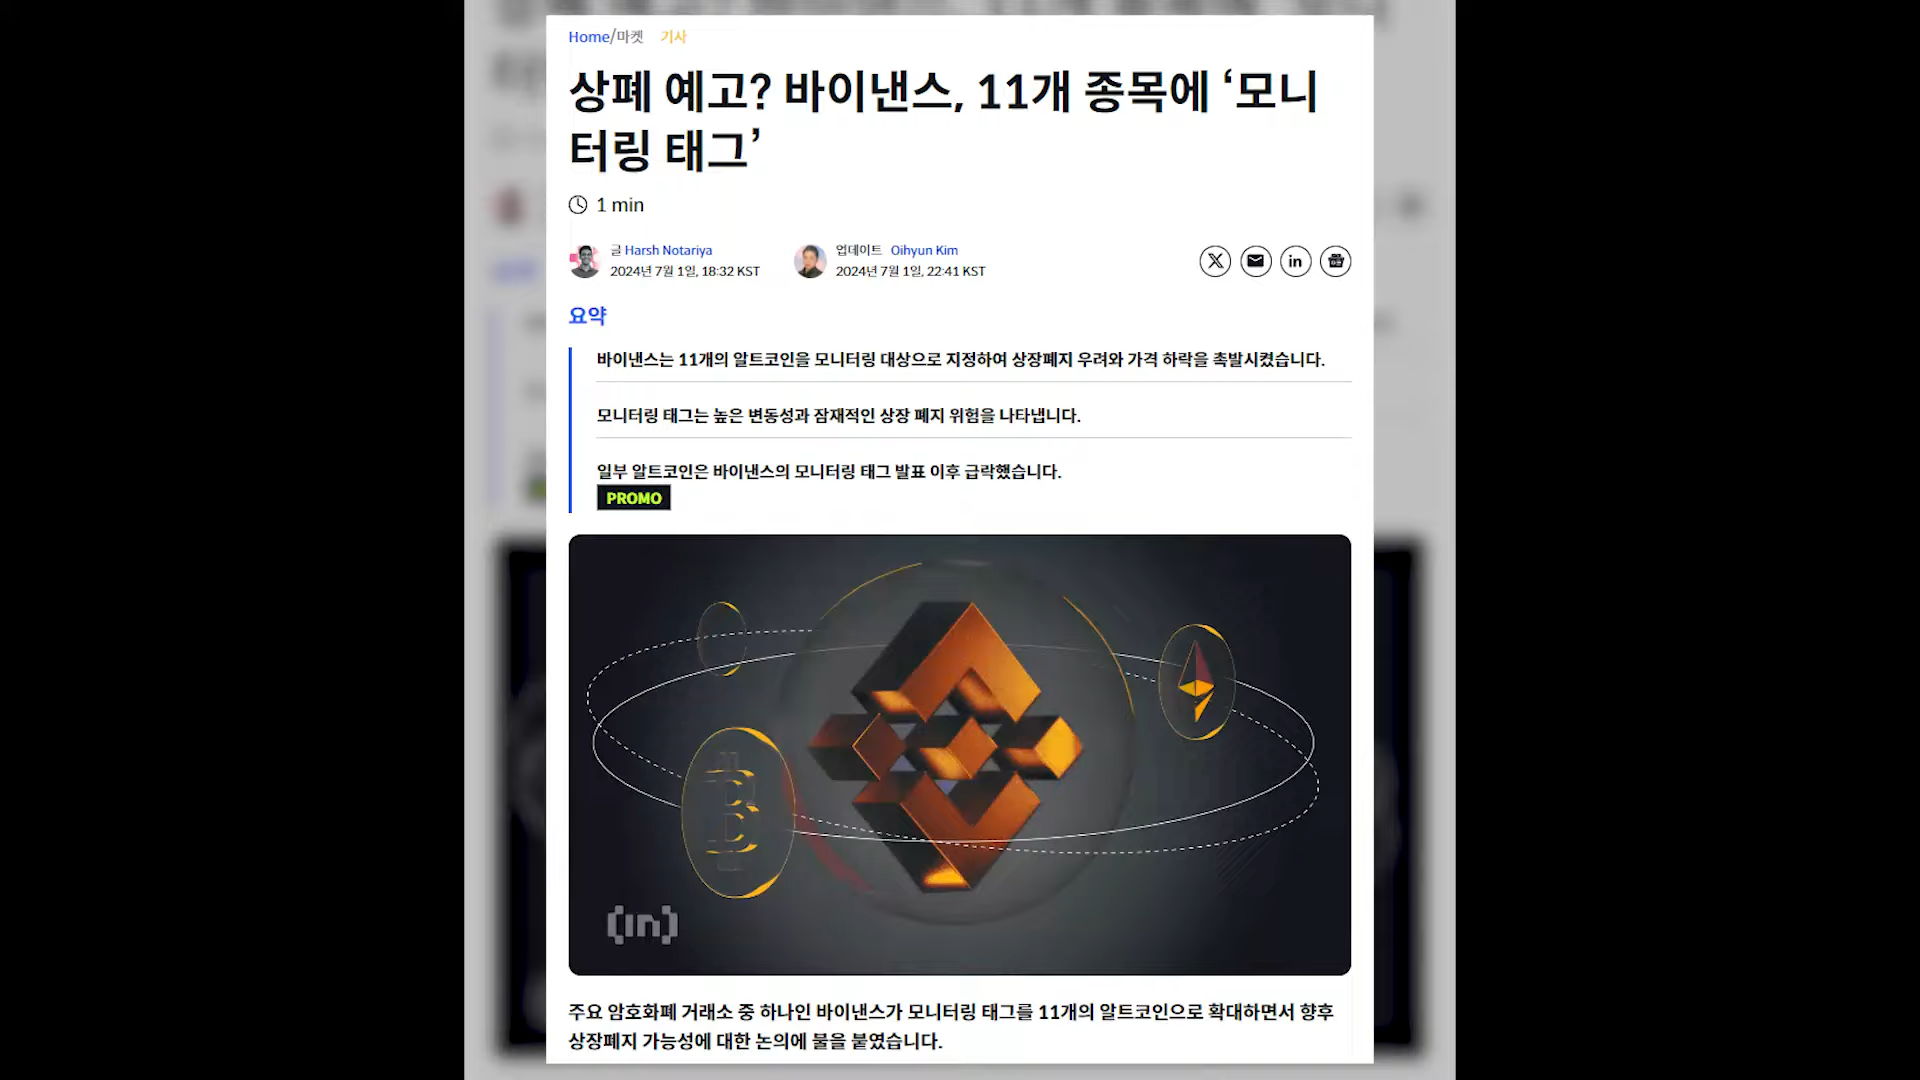 Home/마켓 기사
상폐 예고? 바이낸스, 11개 종목에 ‘모니
터링 태그’
1 min
글 Harsh Notariya
2024년 7월 1일, 18:32 KST
업데이트 Oihyun Kim
2024년 7월 1일, 22:41 KST
요약
바이낸스는 11개의 알트코인을 모니터링 대상으로 지정하여 상장폐지 우려와 가격 하락을 촉발시켰습니다.
모니터링 태그는 높은 변동성과 잠재적인 상장 폐지 위험을 나타냅니다.
일부 알트코인은 바이낸스의 모니터링 태그 발표 이후 급락했습니다.
PROMO
[in]
주요 암호화폐 거래소 중 하나인 바이낸스가 모니터링 태그를 11개의 알트코인으로 확대하면서 향후
상장폐지 가능성에 대한 논의에 불을 붙였습니다.